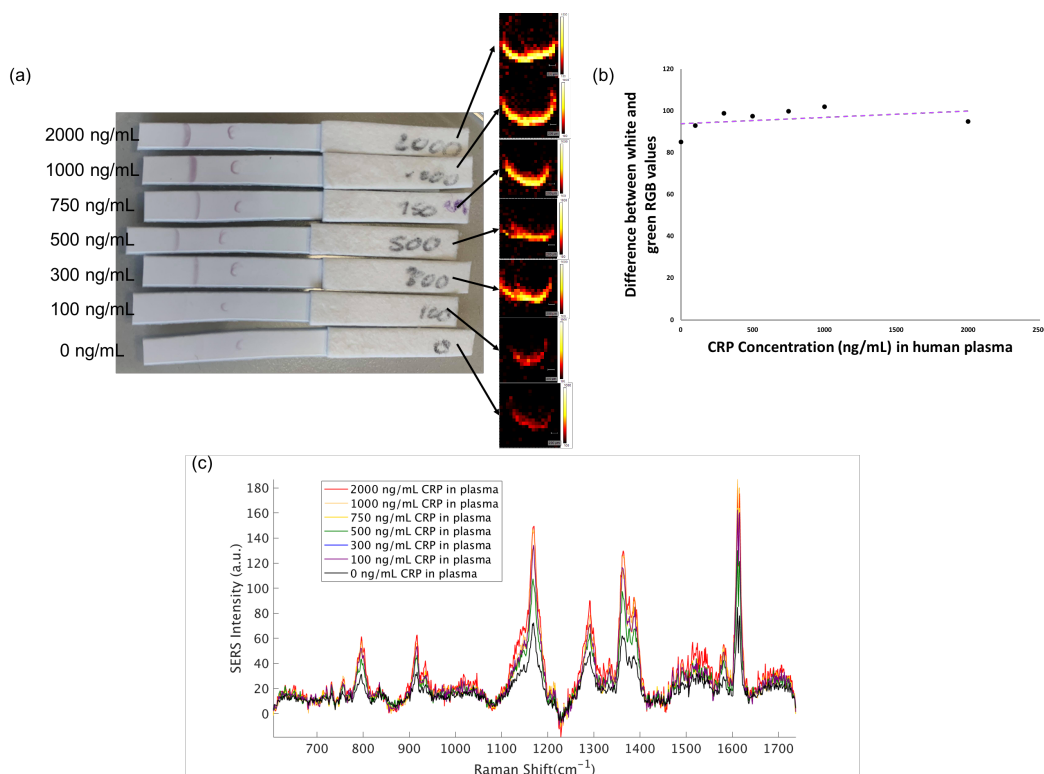 (a)
2000 ng/mL
1000 ng/mL
750 ng/mL
500 ng/mL
300 ng/mL
100 ng/mL
0 ng/mL
2000
750
500
300
100
0
(b)
Difference between white and
green RGB values
120
100
80
60
40
20
0
0 500 1000 1500 2000 250
CRP Concentration (ng/mL) in human plasma
(c)
SERS Intensity (a.u.)
180
160
140
120
100
80
60
40
20
0
2000 ng/mL CRP in plasma
1000 ng/mL CRP in plasma
750 ng/mL CRP in plasma
500 ng/mL CRP in plasma
300 ng/mL CRP in plasma
100 ng/mL CRP in plasma
0 ng/mL CRP in plasma
700 800 900 1000 1100 1200 1300 1400 1500 1600 1700
Raman Shift(cm⁻¹)